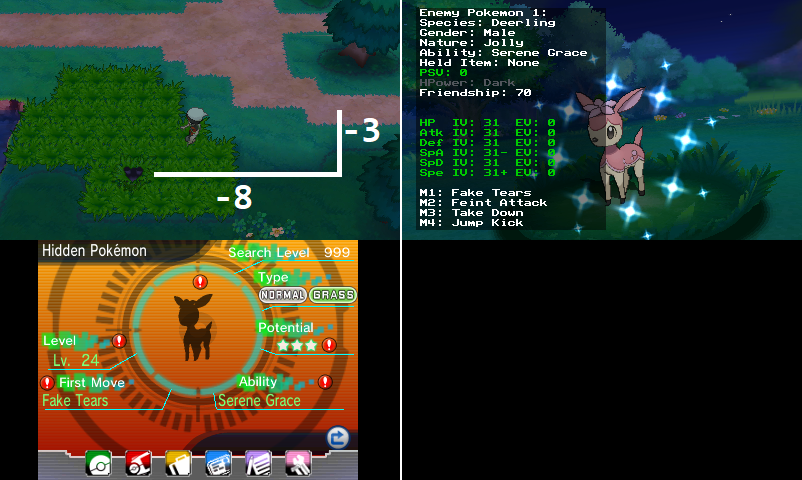 -3
-8
Enemy Pokemon 1:
Species: Deerling
Gender: Male
Nature: Jolly
Ability: Serene Grace
Held Item: None
PSV: 0
HPower: Dark
Friendship: 70
HP IV: 31 EV: 0
Atk IV: 31 EV: 0
Def IV: 31 EV: 0
SpA IV: 31- EV: 0
SpD IV: 31 EV: 0
Spe IV: 31+ EV: 0
M1: Fake Tears
M2: Feint Attack
M3: Take Down
M4: Jump Kick
Hidden Pokémon
Search Level 999
Type
NORMAL GRASS
Potential
Level
Lv. 24
First Move
Fake Tears
Ability
Serene Grace